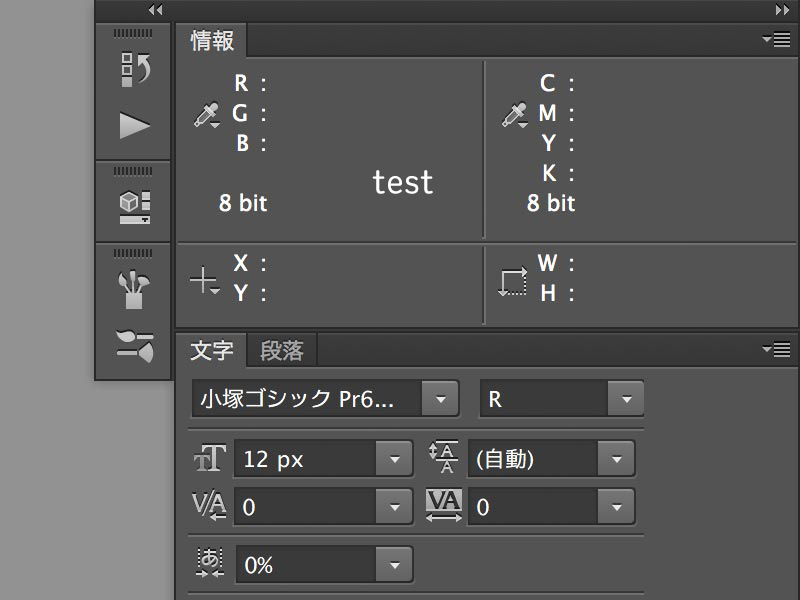 情報
R :
G :
B :
8 bit
C :
M :
Y :
K :
8 bit
test
X :
Y :
W :
H :
文字 段落
小塚ゴシック Pr6... R
12 px (自動)
0 0
0%